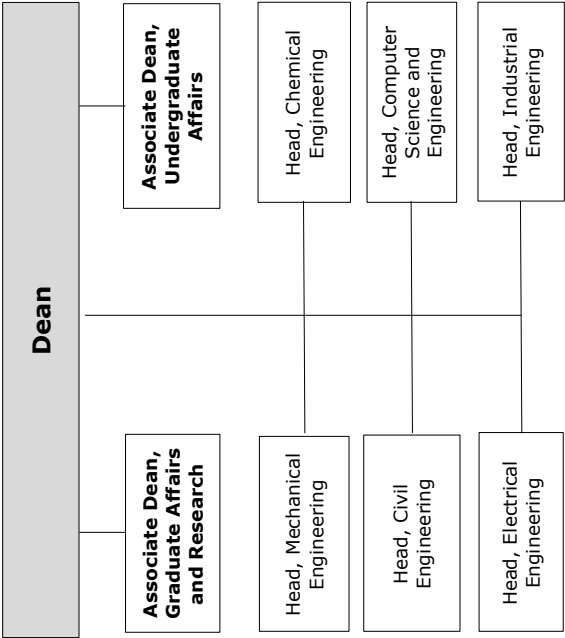 Dean
Associate Dean,
Graduate Affairs
and Research
Associate Dean,
Undergraduate
Affairs
Head, Mechanical
Engineering
Head, Chemical
Engineering
Head, Civil
Engineering
Head, Computer
Science and
Engineering
Head, Electrical
Engineering
Head, Industrial
Engineering